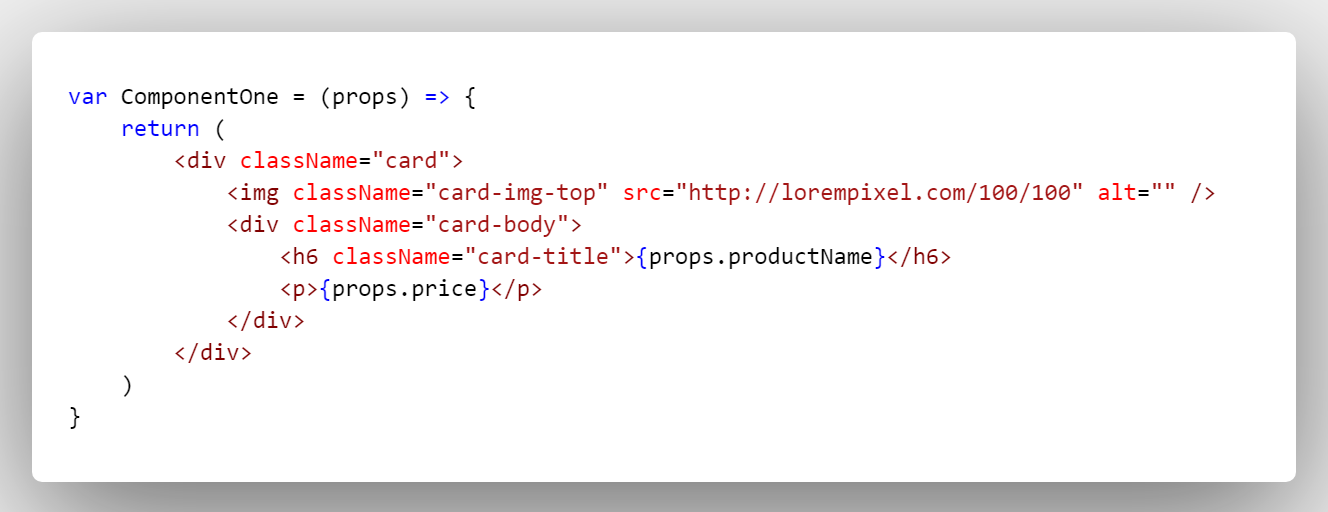 var ComponentOne = (props) => {
    return (
        <div className="card">
            <img className="card-img-top" src="http://lorempixel.com/100/100" alt="" />
            <div className="card-body">
                <h6 className="card-title">{props.productName}</h6>
                <p>{props.price}</p>
            </div>
        </div>
    )
}